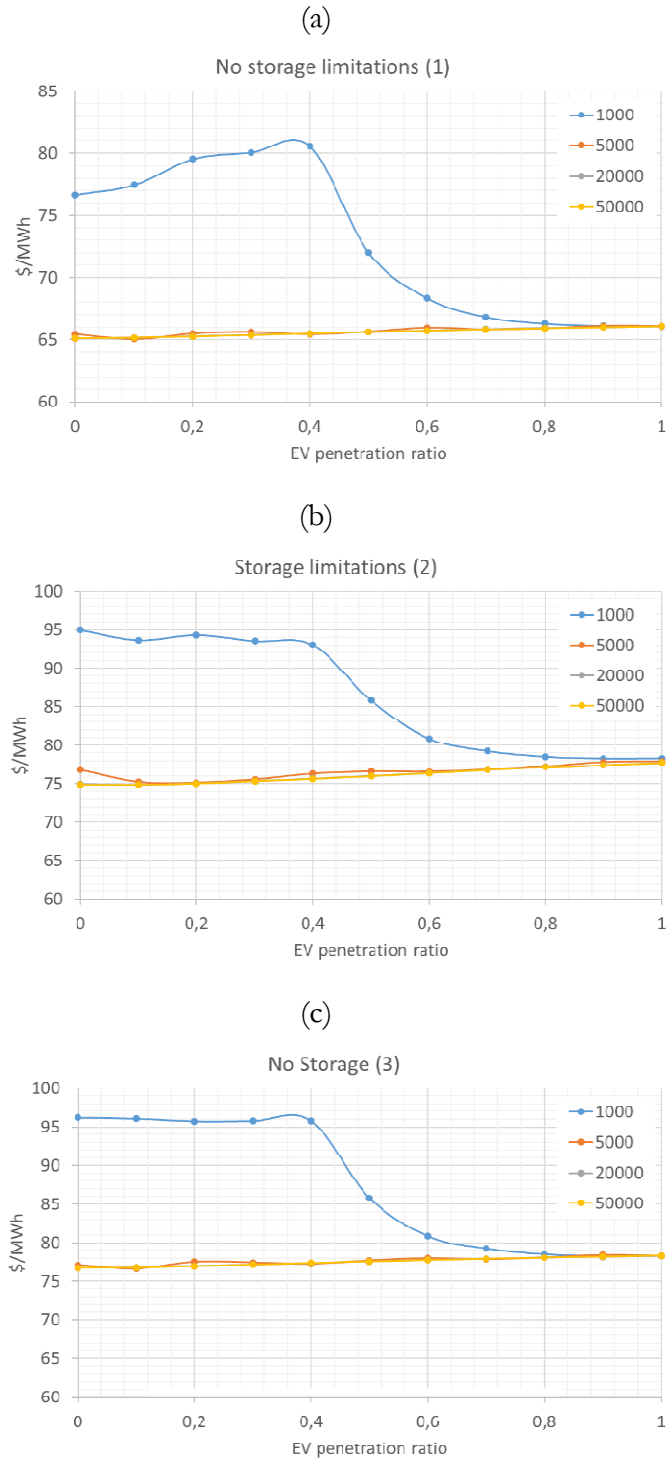 (a)
No storage limitations (1)
85
80
75
70
65
60
$/MWh
1000
5000
20000
50000
0 0,2 0,4 0,6 0,8 1
EV penetration ratio
(b)
Storage limitations (2)
100
95
90
85
80
75
70
65
60
$/MWh
1000
5000
20000
50000
0 0,2 0,4 0,6 0,8 1
EV penetration ratio
(c)
No Storage (3)
100
95
90
85
80
75
70
65
60
$/MWh
1000
5000
20000
50000
0 0,2 0,4 0,6 0,8 1
EV penetration ratio